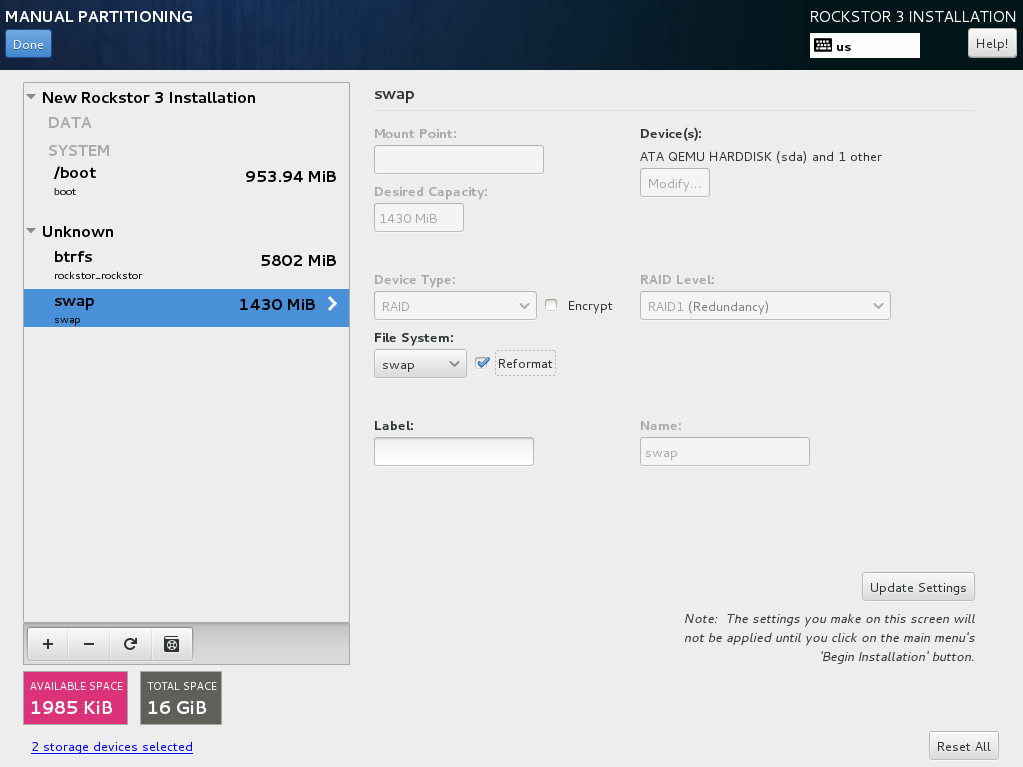 MANUAL PARTITIONING
ROCKSTOR 3 INSTALLATION
Done
us
Help!
New Rockstor 3 Installation
DATA
SYSTEM
/boot
953.94 MiB
boot
Unknown
btrfs
5802 MiB
rockstor_rockstor
swap
1430 MiB
swap
+
−
AVAILABLE SPACE
1985 KiB
TOTAL SPACE
16 GiB
2 storage devices selected
swap
Mount Point:
Device(s):
ATA QEMU HARDDISK (sda) and 1 other
Modify...
Desired Capacity:
1430 MiB
Device Type:
RAID Level:
RAID
Encrypt
RAID1 (Redundancy)
File System:
swap
Reformat
Label:
Name:
swap
Update Settings
Note: The settings you make on this screen will
not be applied until you click on the main menu's
'Begin Installation' button.
Reset All